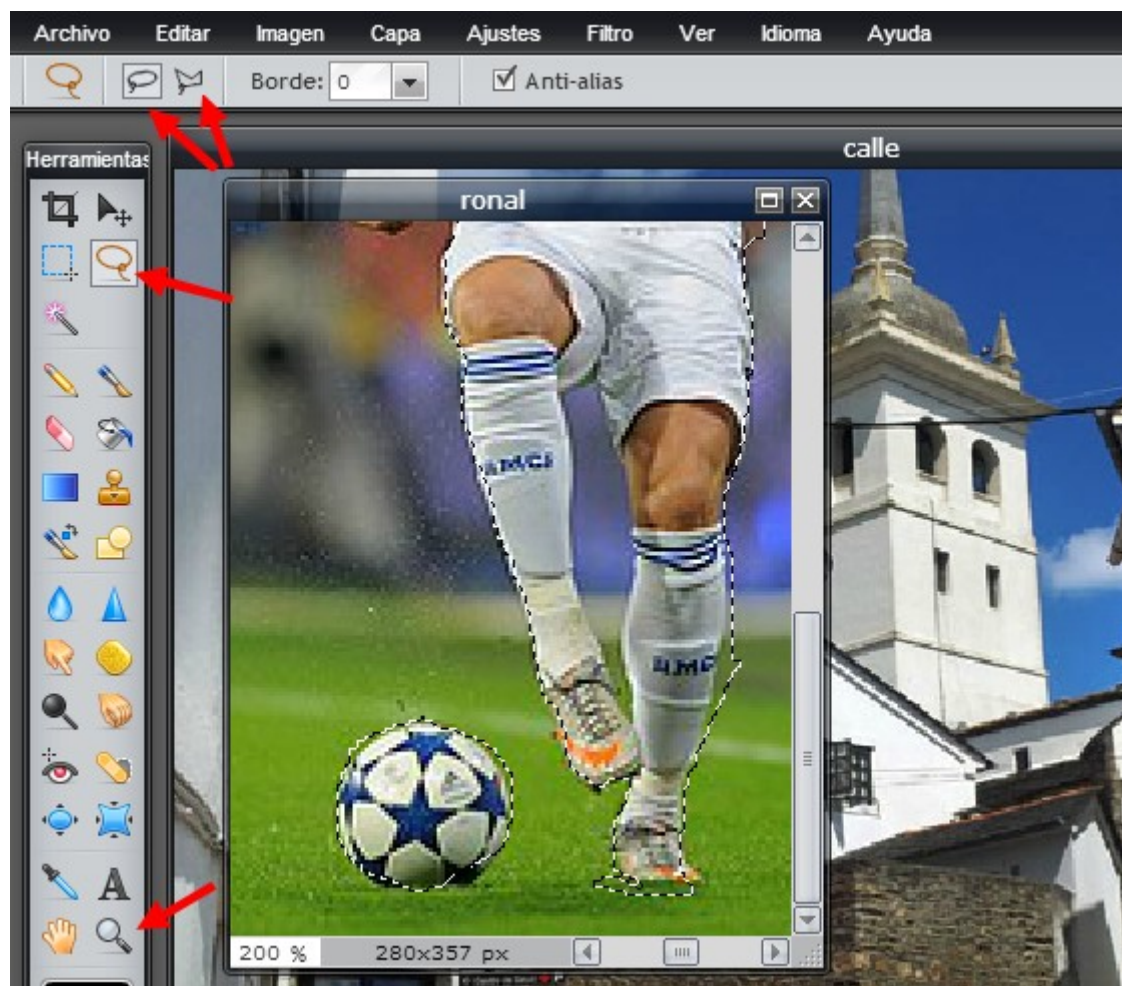 Archivo Editar Imagen Capa Ajustes Filtro Ver Idioma Ayuda
Borde: 0 Anti-alias
Herramientas
calle
ronal
A
200 % 280x357 px